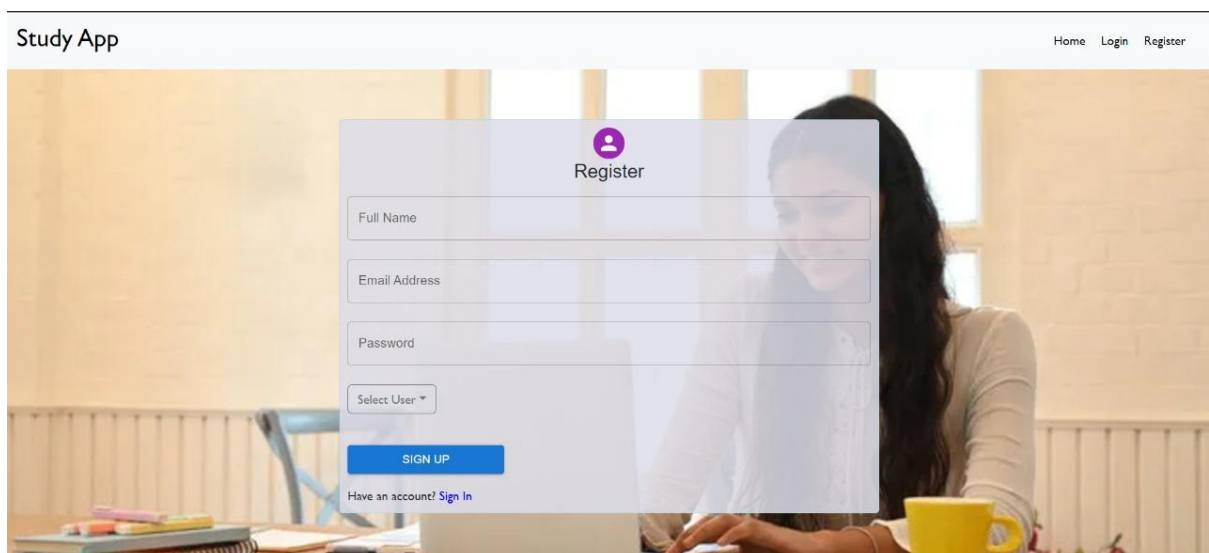 Study App
Home Login Register
Register
Full Name
Email Address
Password
Select User
SIGN UP
Have an account? Sign In